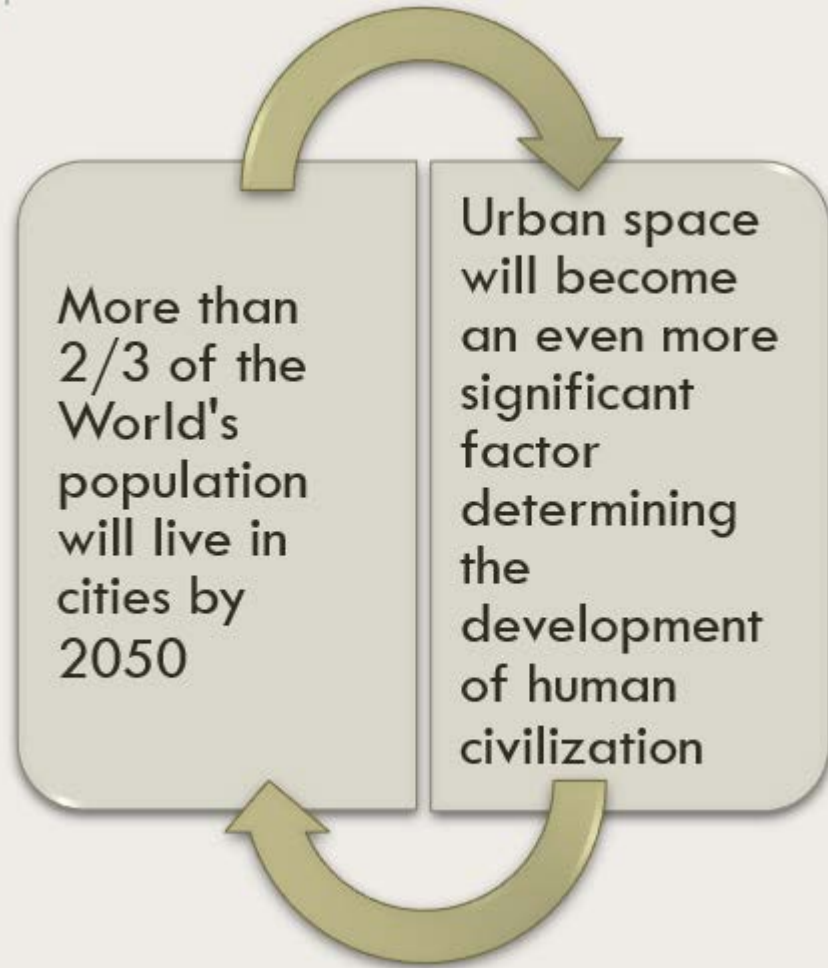 More than
2/3 of the
World's
population
will live in
cities by
2050
Urban space
will become
an even more
significant
factor
determining
the
development
of human
civilization